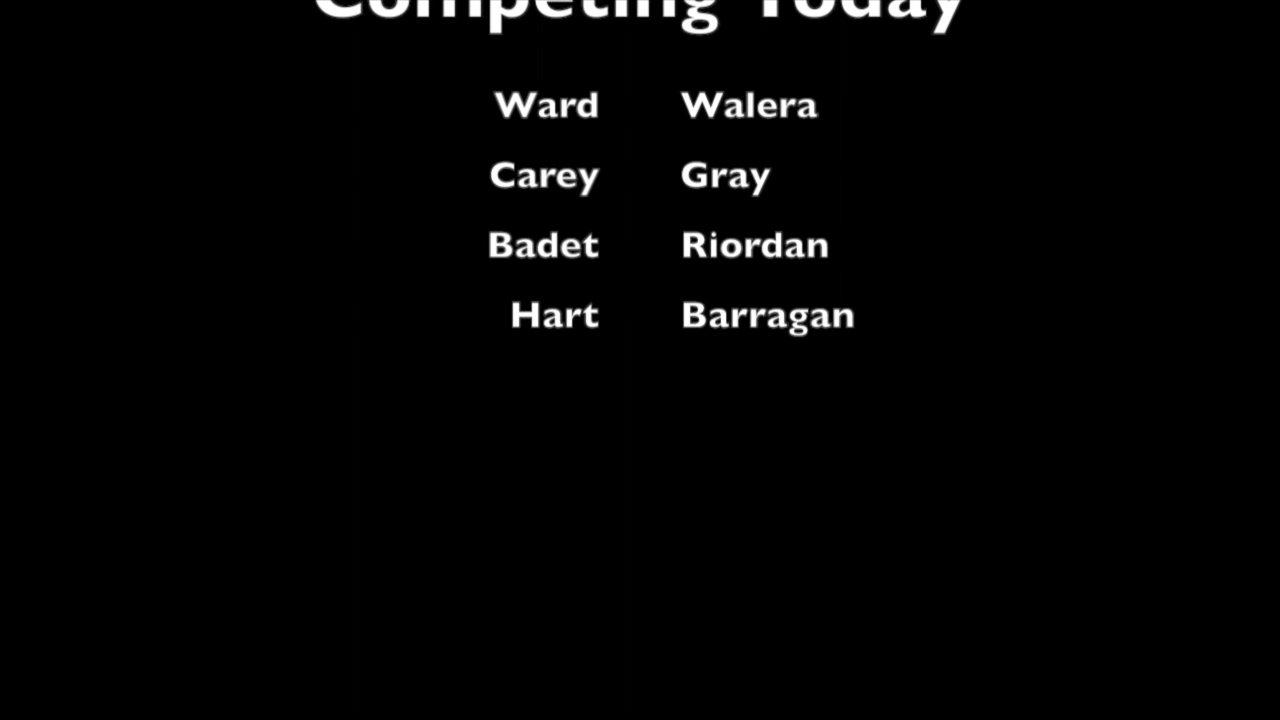 Competing Today
Ward Walera
Carey Gray
Badet Riordan
Hart Barragan